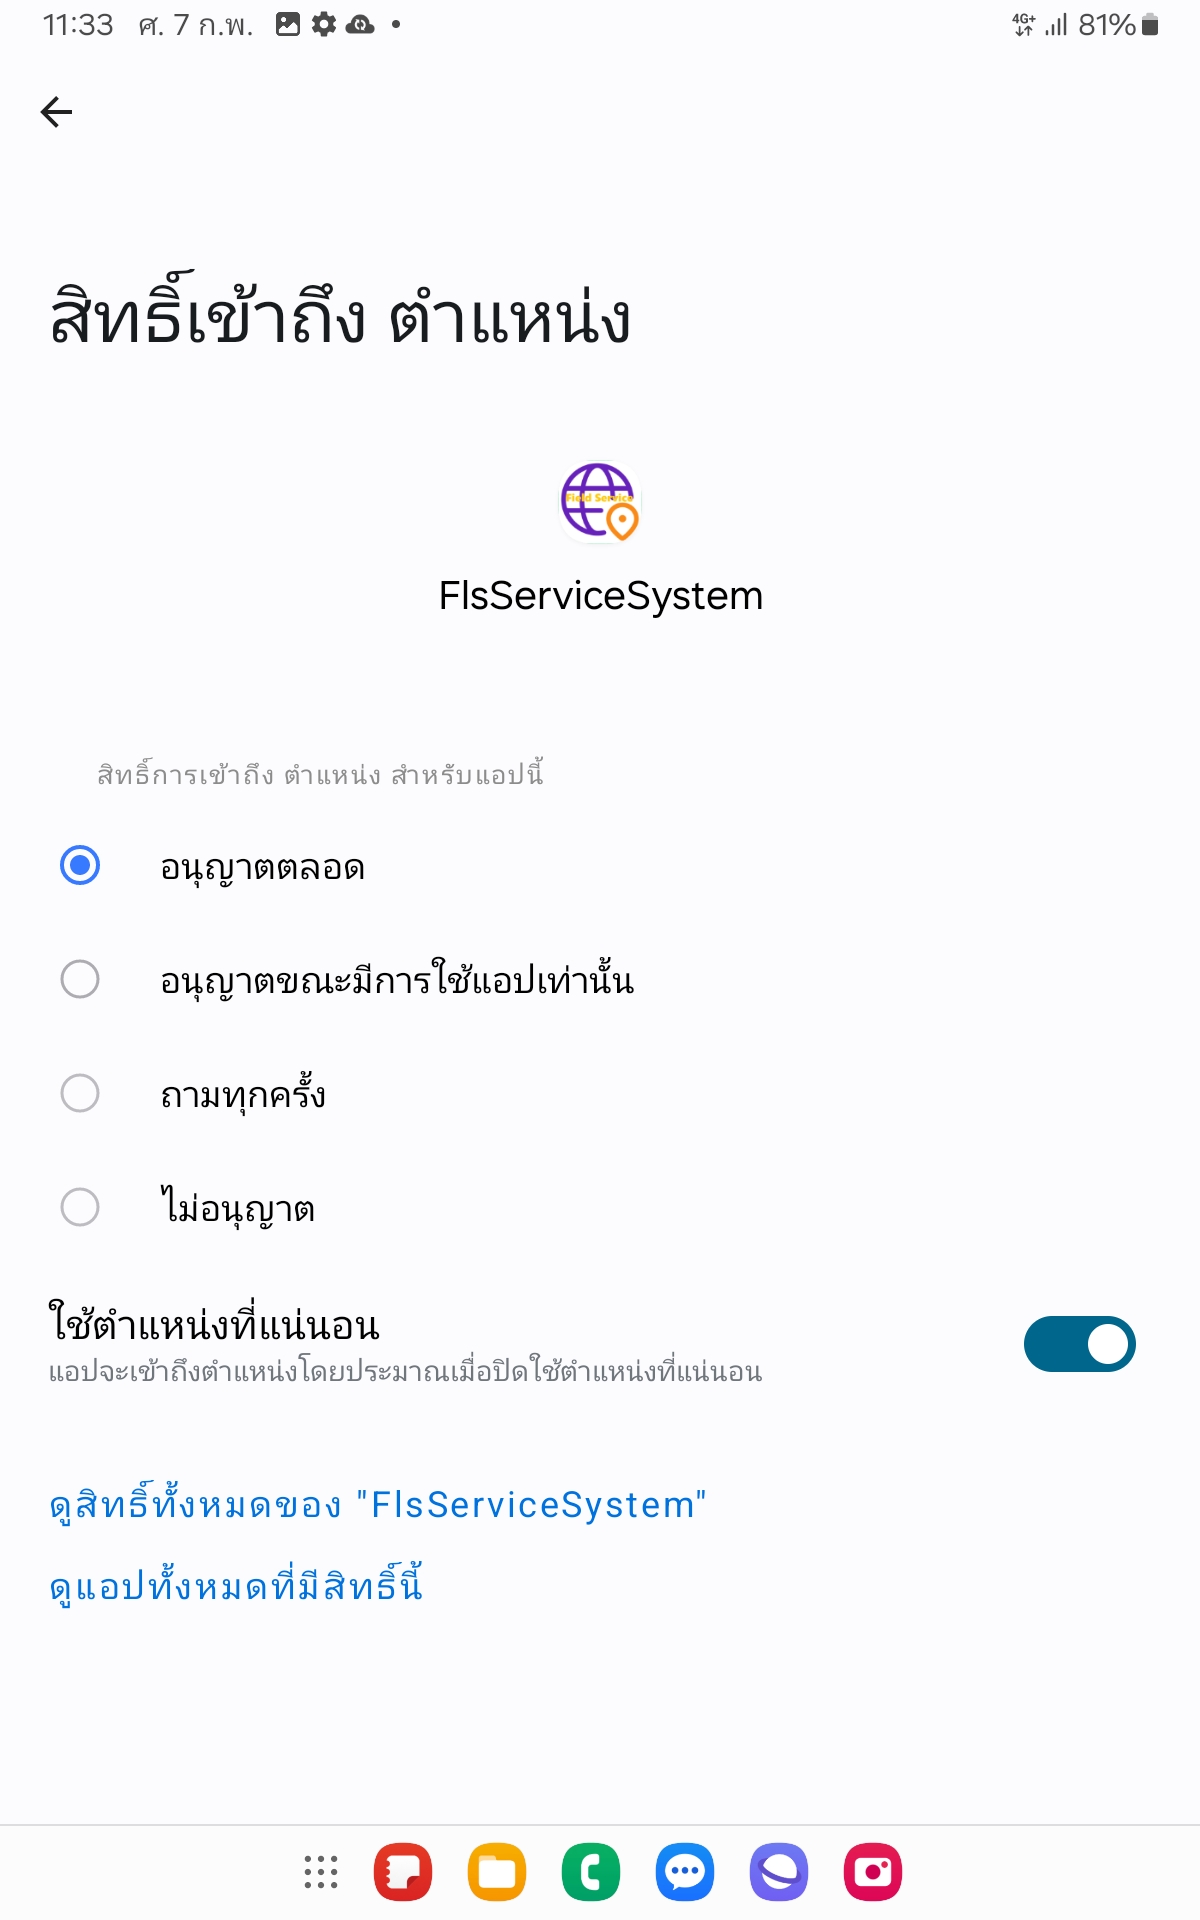 11:33 ศ. 7 ก.พ. 4G+ 81%
สิทธิ์เข้าถึง ตำแหน่ง
Field Service
FlsServiceSystem
สิทธิ์การเข้าถึง ตำแหน่ง สำหรับแอปนี้
อนุญาตตลอด
อนุญาตขณะมีการใช้แอปเท่านั้น
ถามทุกครั้ง
ไม่อนุญาต
ใช้ตำแหน่งที่แน่นอน
แอปจะเข้าถึงตำแหน่งโดยประมาณเมื่อปิดใช้ตำแหน่งที่แน่นอน
ดูสิทธิ์ทั้งหมดของ "FlsServiceSystem"
ดูแอปทั้งหมดที่มีสิทธิ์นี้